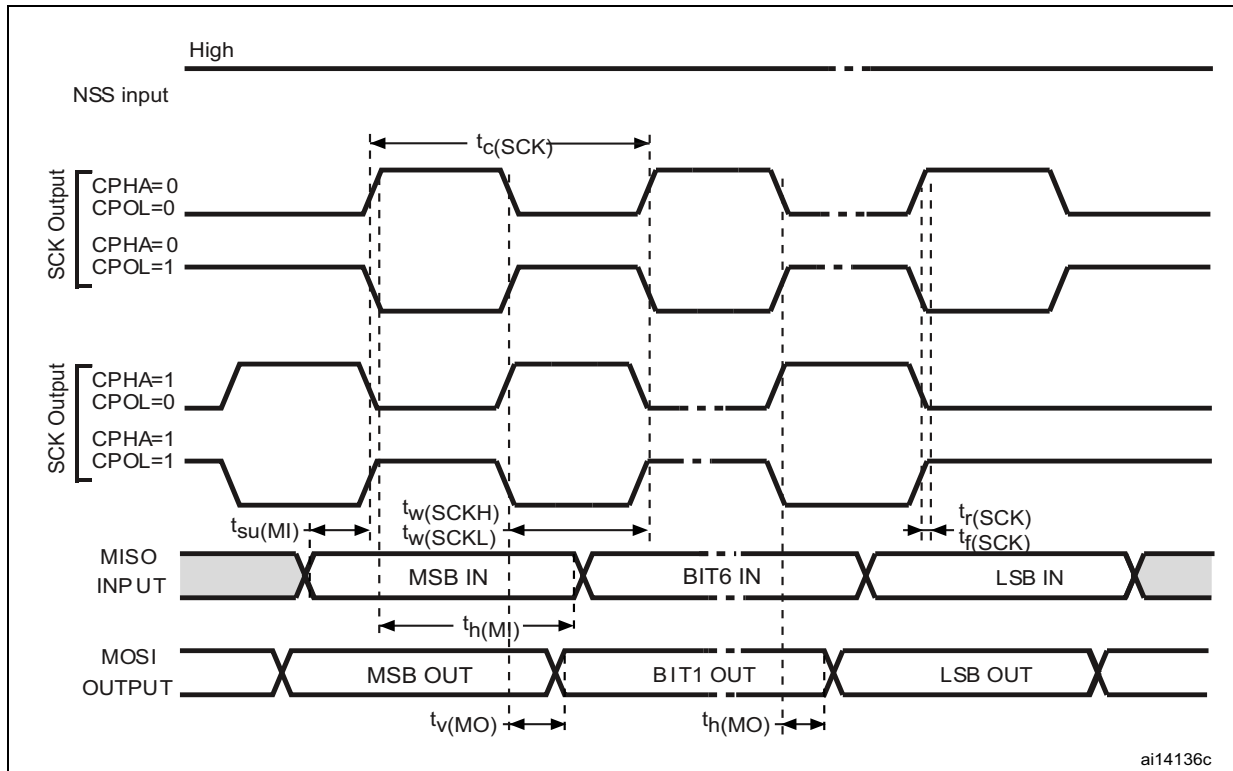 High
NSS input
tc(SCK)
SCK Output
CPHA=0
CPOL=0
CPHA=0
CPOL=1
SCK Output
CPHA=1
CPOL=0
CPHA=1
CPOL=1
tsu(MI)
tw(SCKH)
tw(SCKL)
tr(SCK)
tf(SCK)
MISO
INPUT
MSB IN
BIT6 IN
LSB IN
th(MI)
MOSI
OUTPUT
MSB OUT
BIT1 OUT
LSB OUT
tv(MO)
th(MO)
ai14136c